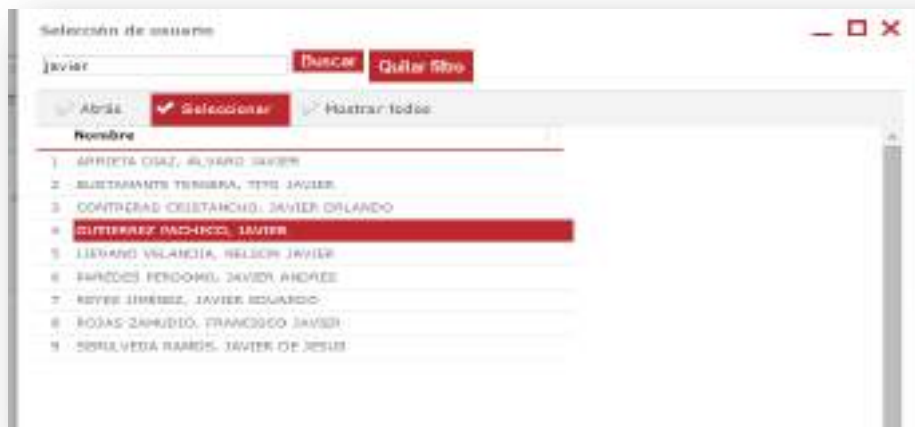 Selección de usuario
javier Buscar Quitar filtro
Atrás Seleccionar Mostrar todos
Nombre
1 ARRIETA DIAZ, ALVARO JAVIER
2 BUSTAMANTE TERNERA, TITO JAVIER
3 CONTRERAS CRISTANCHO, JAVIER ORLANDO
4 GUTIERREZ PACHECO, JAVIER
5 LIEVANO VELANDIA, NELSON JAVIER
6 PAREDES PERDOMO, JAVIER ANDRES
7 REYES JIMENEZ, JAVIER EDUARDO
8 ROJAS ZAMUDIO, FRANCISCO JAVIER
9 SEPULVEDA RAMOS, JAVIER DE JESUS